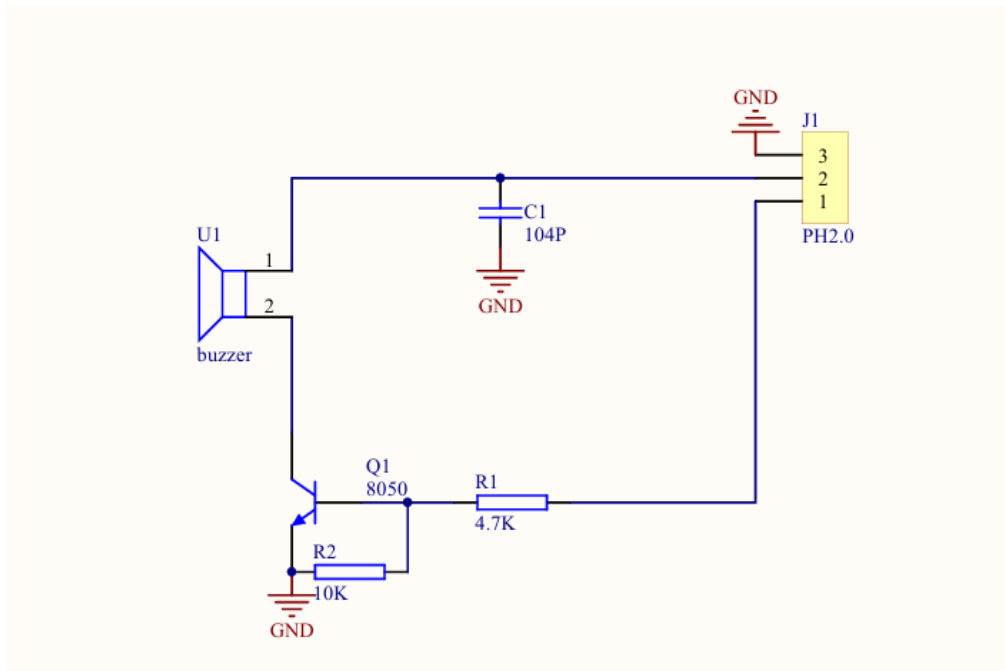 GND
J1
3
2
1
PH2.0
C1
104P
GND
U1
1
2
buzzer
Q1
8050
R1
4.7K
R2
10K
GND